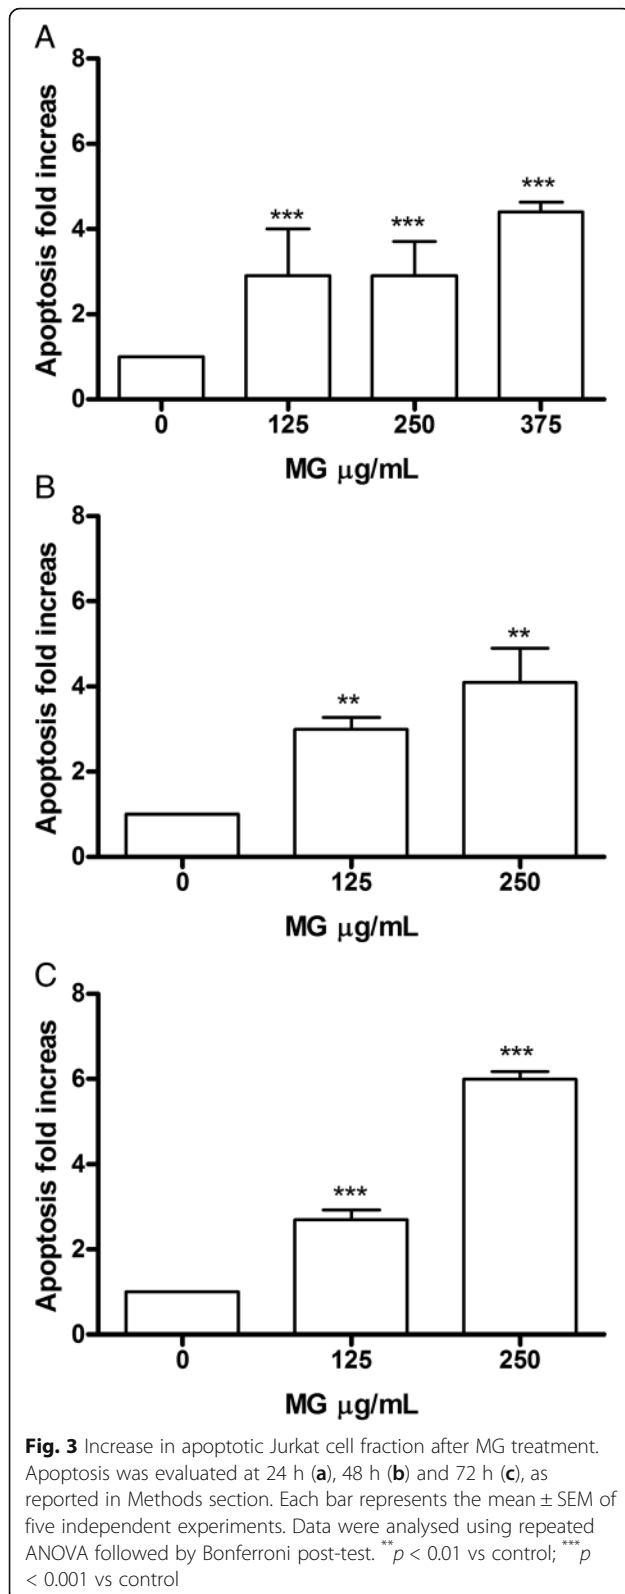 A
Apoptosis fold increas
8
6
4
2
0
***
***
***
0 125 250 375
MG μg/mL
B
Apoptosis fold increas
8
6
4
2
0
**
**
0 125 250
MG μg/mL
C
Apoptosis fold increas
8
6
4
2
0
***
***
0 125 250
MG μg/mL
Fig. 3 Increase in apoptotic Jurkat cell fraction after MG treatment.
Apoptosis was evaluated at 24 h (a), 48 h (b) and 72 h (c), as
reported in Methods section. Each bar represents the mean ± SEM of
five independent experiments. Data were analysed using repeated
ANOVA followed by Bonferroni post-test. **p < 0.01 vs control; ***p
< 0.001 vs control